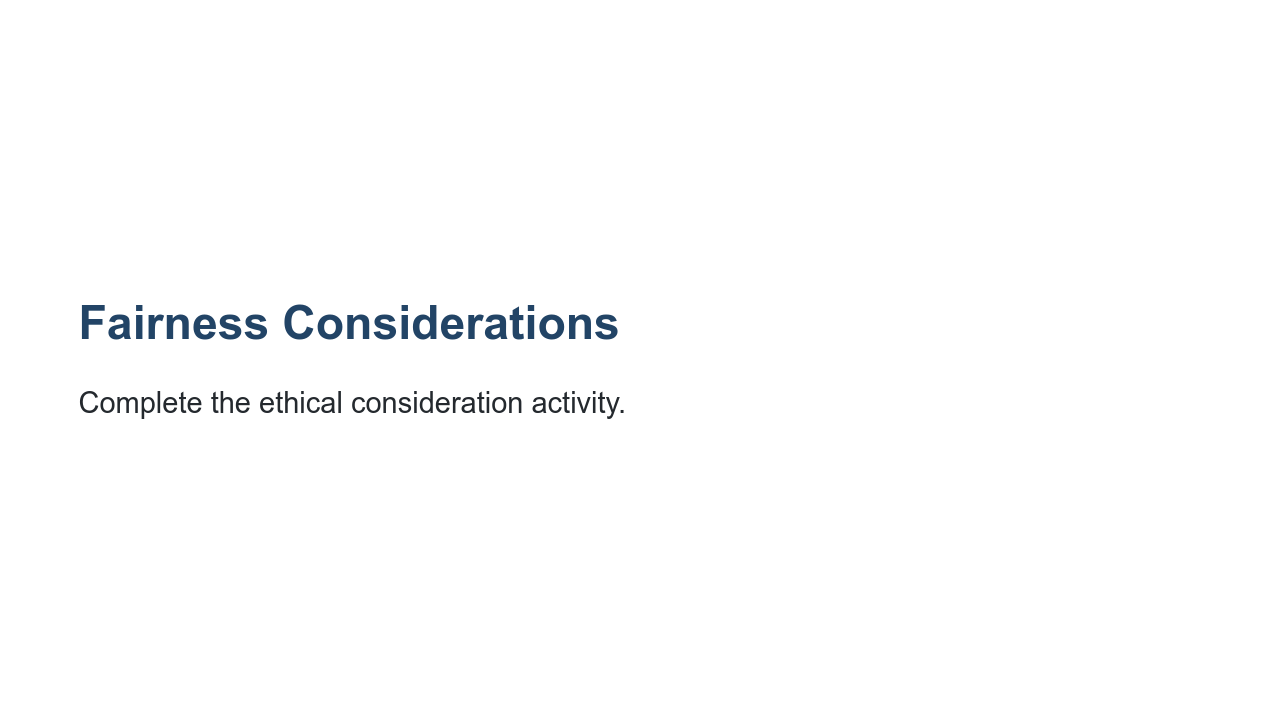 Fairness Considerations
Complete the ethical consideration activity.